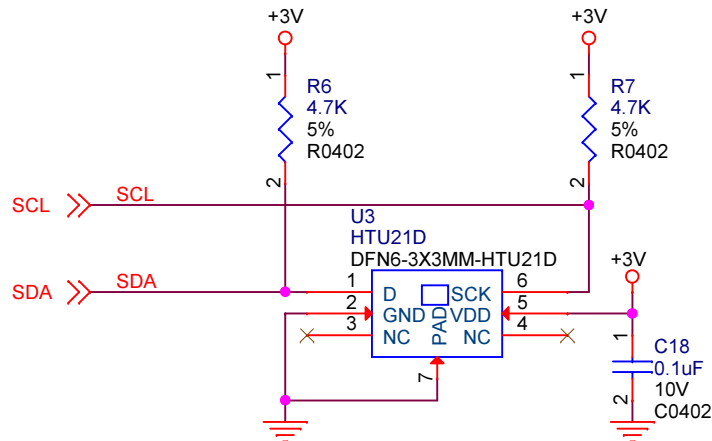 +3V
+3V
1
R6
4.7K
5%
R0402
2
1
R7
4.7K
5%
R0402
2
SCL
SCL
U3
HTU21D
DFN6-3X3MM-HTU21D
+3V
SDA
SDA
1
D
SCK
6
2
GND
VDD
5
3
NC
PAD
NC
4
7
1
C18
0.1uF
10V
C0402
2